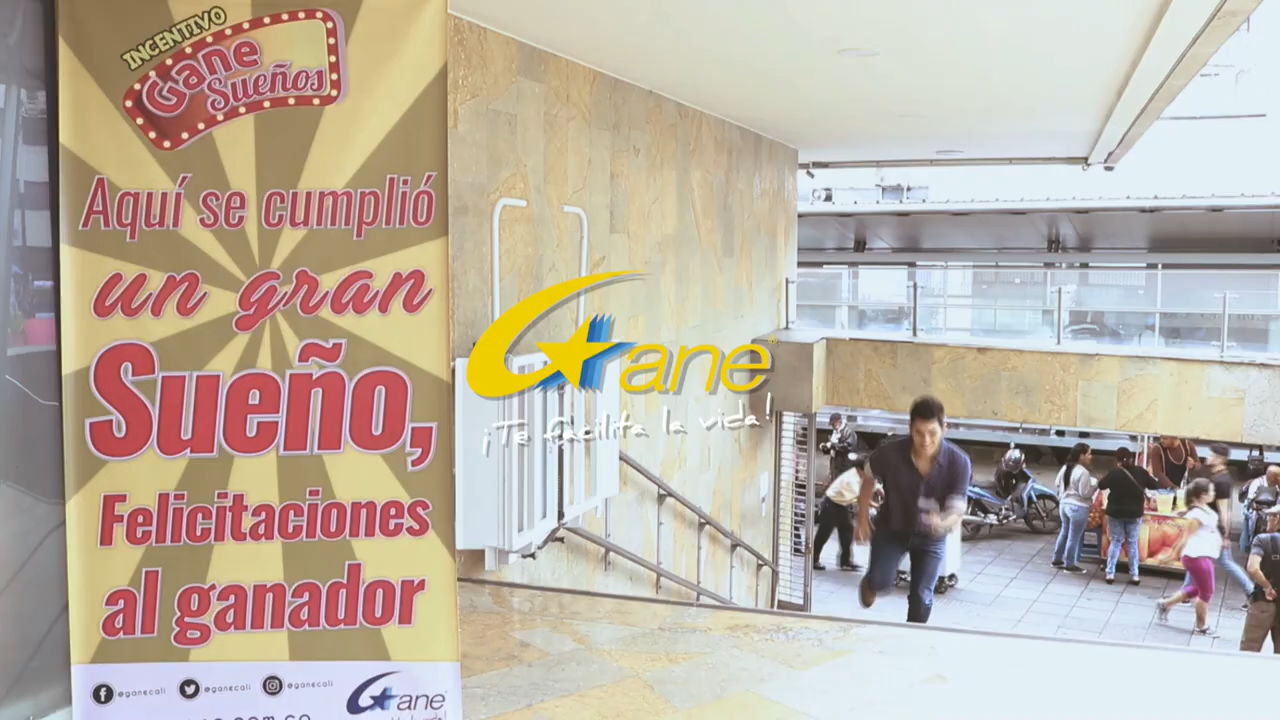 INCENTIVO
Gane
Sueños
Aquí se cumplió
un gran
Sueño,
Felicitaciones
al ganador
@ganecali @ganecali @ganecali
Gane
Gane
¡Te facilita la vida!